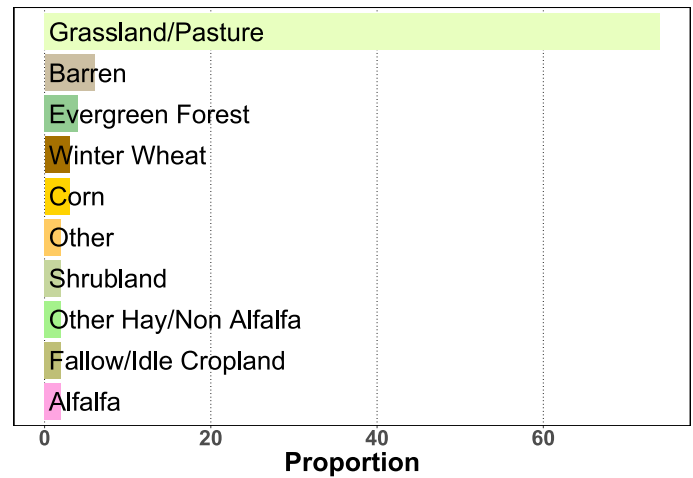 Grassland/Pasture
Barren
Evergreen Forest
Winter Wheat
Corn
Other
Shrubland
Other Hay/Non Alfalfa
Fallow/Idle Cropland
Alfalfa
0 20 40 60
Proportion